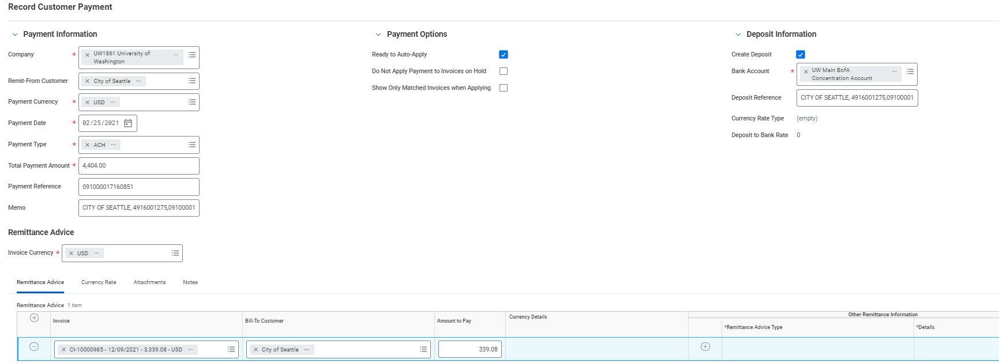 Record Customer Payment
Payment Information
Company *
UW1861 University of
Washington
Remit-From Customer
City of Seattle
Payment Currency *
USD
Payment Date *
02/25/2021
Payment Type *
ACH
Total Payment Amount *
4,404.00
Payment Reference
091000017160851
Memo
CITY OF SEATTLE, 4916001275,09100001
Payment Options
Ready to Auto-Apply
Do Not Apply Payment to Invoices on Hold
Show Only Matched Invoices when Applying
Deposit Information
Create Deposit
Bank Account *
UW Main BofA
Concentration Account
Deposit Reference
CITY OF SEATTLE, 4916001275,09100001
Currency Rate Type (empty)
Deposit to Bank Rate 0
Remittance Advice
Invoice Currency *
USD
Remittance Advice Currency Rate Attachments Notes
Remittance Advice 1 item
Invoice Bill-To Customer Amount to Pay Currency Details Other Remittance Information
*Remittance Advice Type *Details
CI-10000985 - 12/09/2021 - 3,339.08 - USD City of Seattle 339.08